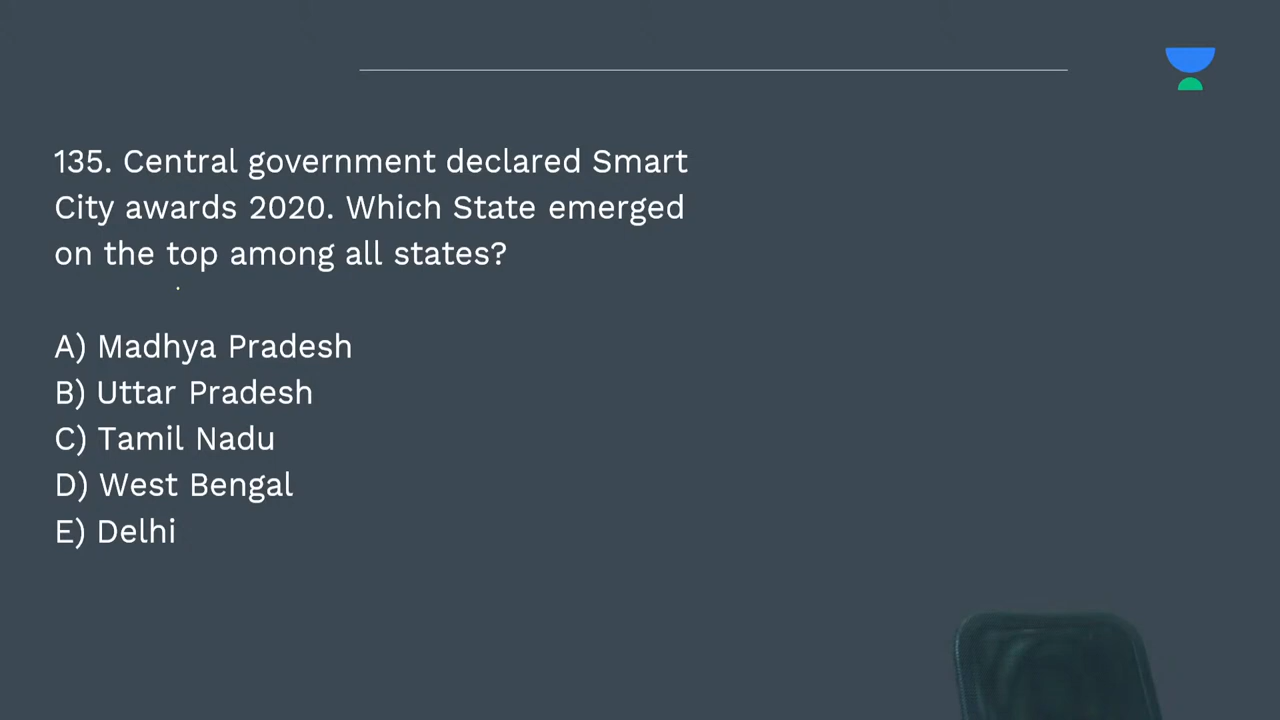 135. Central government declared Smart
City awards 2020. Which State emerged
on the top among all states?
A) Madhya Pradesh
B) Uttar Pradesh
C) Tamil Nadu
D) West Bengal
E) Delhi